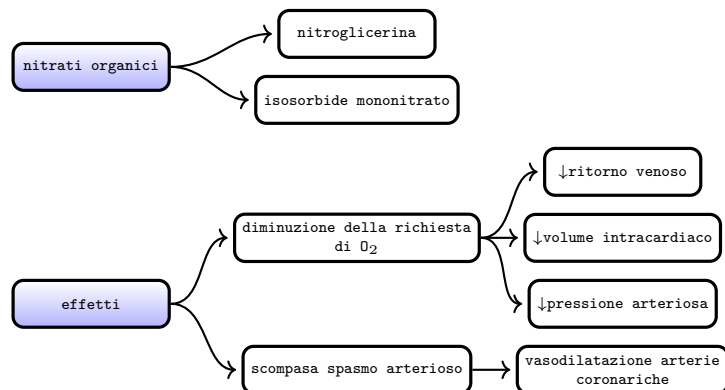 nitrati organici
nitroglicerina
isosorbide mononitrato
effetti
diminuzione della richiesta
di O₂
↓ritorno venoso
↓volume intracardiaco
↓pressione arteriosa
scompasa spasmo arterioso
vasodilatazione arterie
coronariche